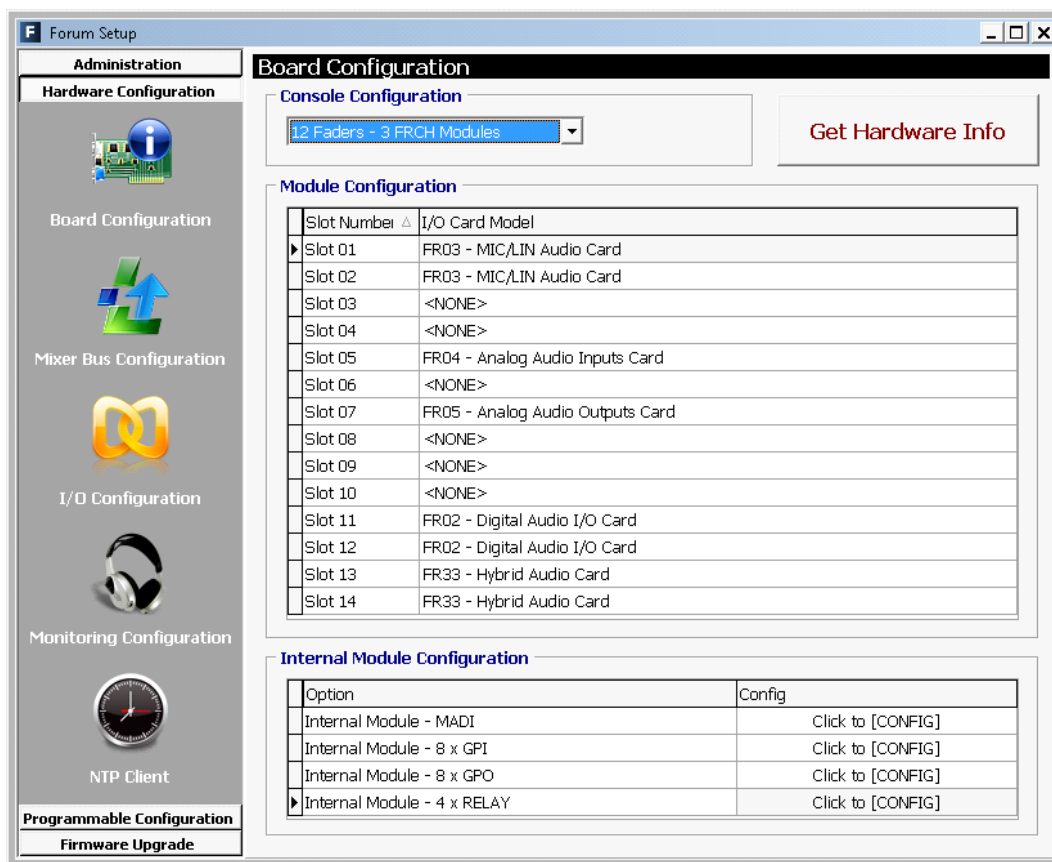 F Forum Setup
Administration
Hardware Configuration
Board Configuration
Mixer Bus Configuration
I/O Configuration
Monitoring Configuration
NTP Client
Programmable Configuration
Firmware Upgrade
Board Configuration
Console Configuration
12 Faders - 3 FRCH Modules
Get Hardware Info
Module Configuration
Slot Number I/O Card Model
Slot 01 FR03 - MIC/LIN Audio Card
Slot 02 FR03 - MIC/LIN Audio Card
Slot 03 <NONE>
Slot 04 <NONE>
Slot 05 FR04 - Analog Audio Inputs Card
Slot 06 <NONE>
Slot 07 FR05 - Analog Audio Outputs Card
Slot 08 <NONE>
Slot 09 <NONE>
Slot 10 <NONE>
Slot 11 FR02 - Digital Audio I/O Card
Slot 12 FR02 - Digital Audio I/O Card
Slot 13 FR33 - Hybrid Audio Card
Slot 14 FR33 - Hybrid Audio Card
Internal Module Configuration
Option Config
Internal Module - MADI Click to [CONFIG]
Internal Module - 8 x GPI Click to [CONFIG]
Internal Module - 8 x GPO Click to [CONFIG]
Internal Module - 4 x RELAY Click to [CONFIG]